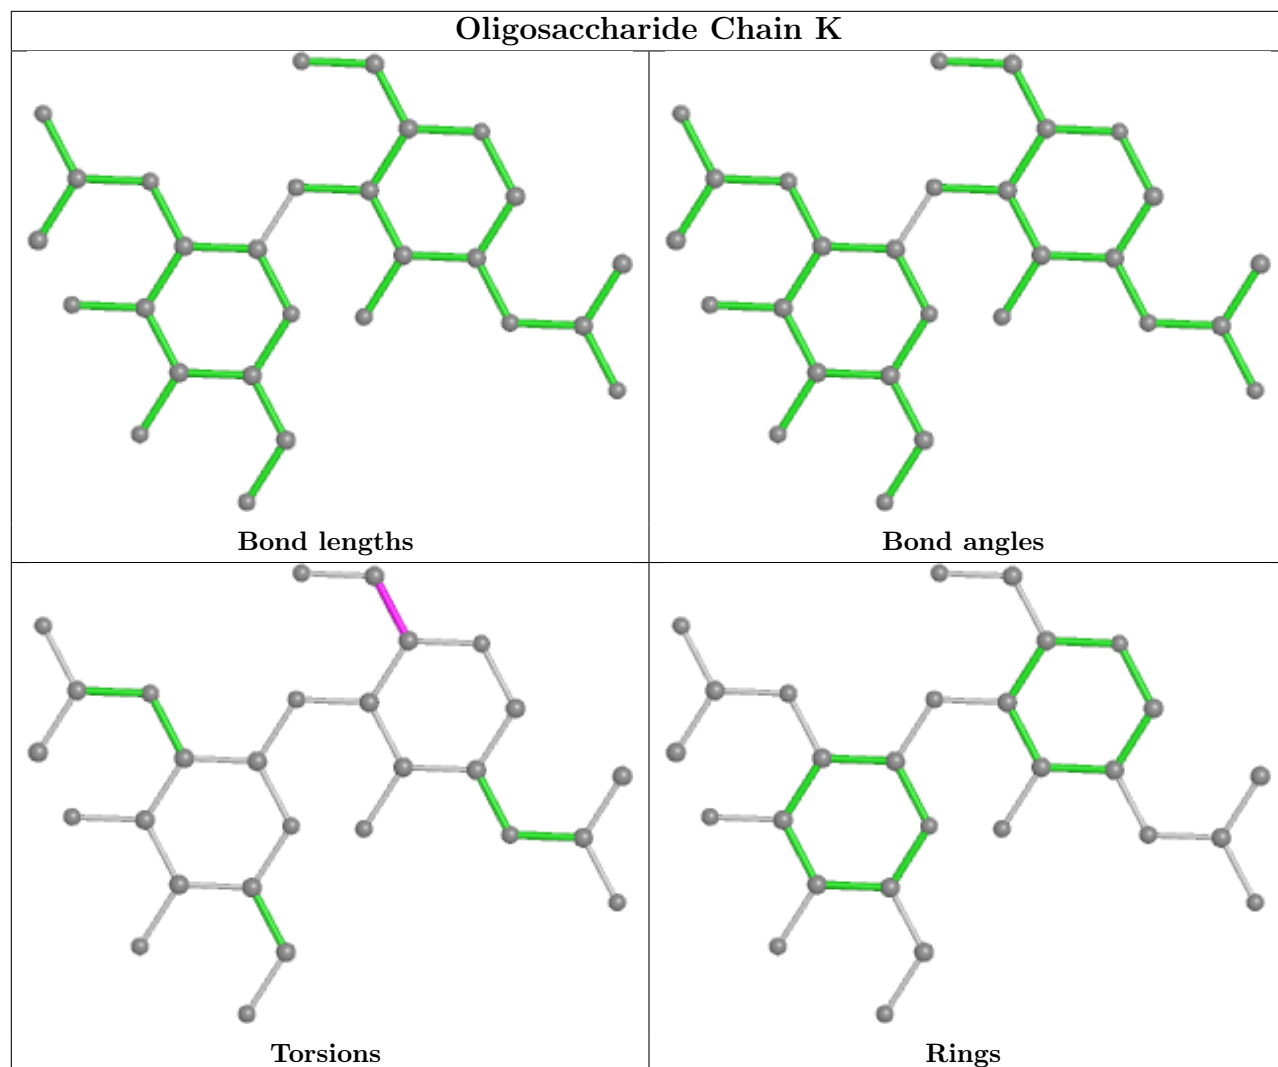 Oligosaccharide Chain K
Bond lengths
Bond angles
Torsions
Rings